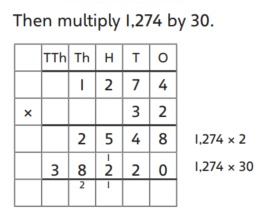 Then multiply 1,274 by 30.
TTh Th H T O
1 2 7 4
× 3 2
2 5 4 8 1,274 × 2
1
3 8 2 2 0 1,274 × 30
2 1